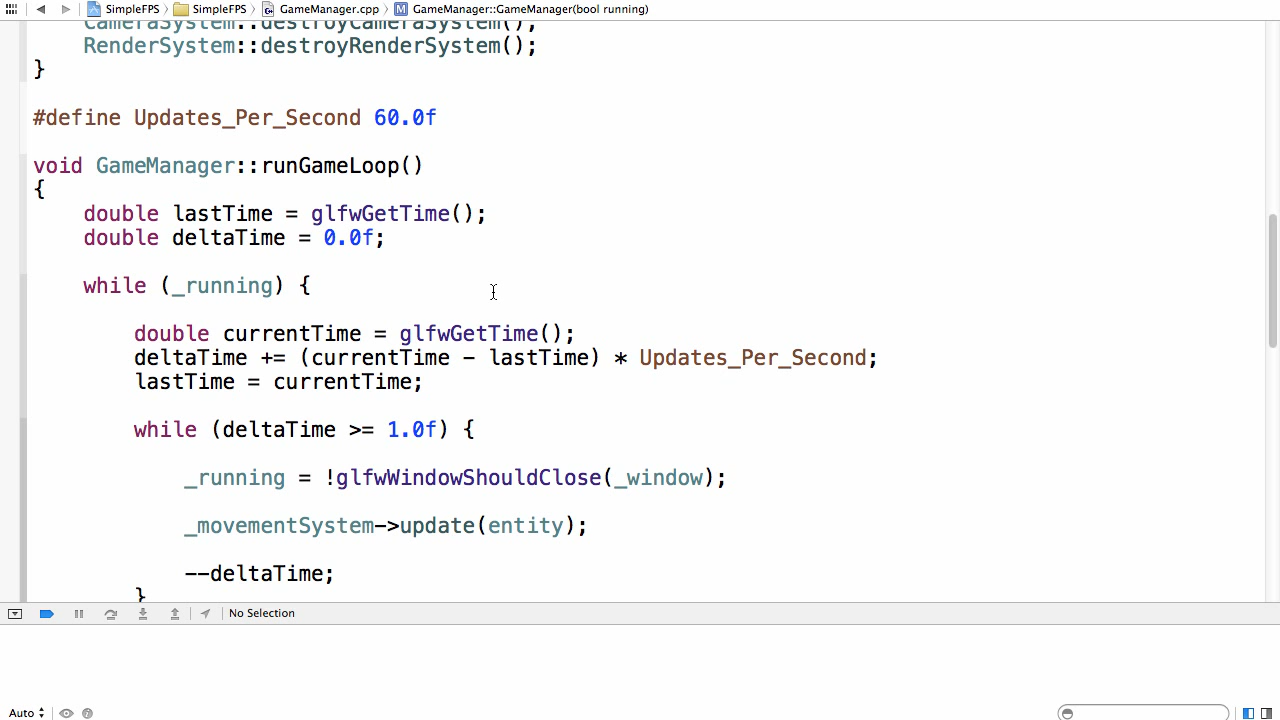 SimpleFPS SimpleFPS GameManager.cpp M GameManager::GameManager(bool running)
CameraSystem::destroyCameraSystem();
RenderSystem::destroyRenderSystem();
}
#define Updates_Per_Second 60.0f
void GameManager::runGameLoop()
{
double lastTime = glfwGetTime();
double deltaTime = 0.0f;
while (_running) {
double currentTime = glfwGetTime();
deltaTime += (currentTime - lastTime) * Updates_Per_Second;
lastTime = currentTime;
while (deltaTime >= 1.0f) {
_running = !glfwWindowShouldClose(_window);
_movementSystem->update(entity);
--deltaTime;
}
No Selection
Auto